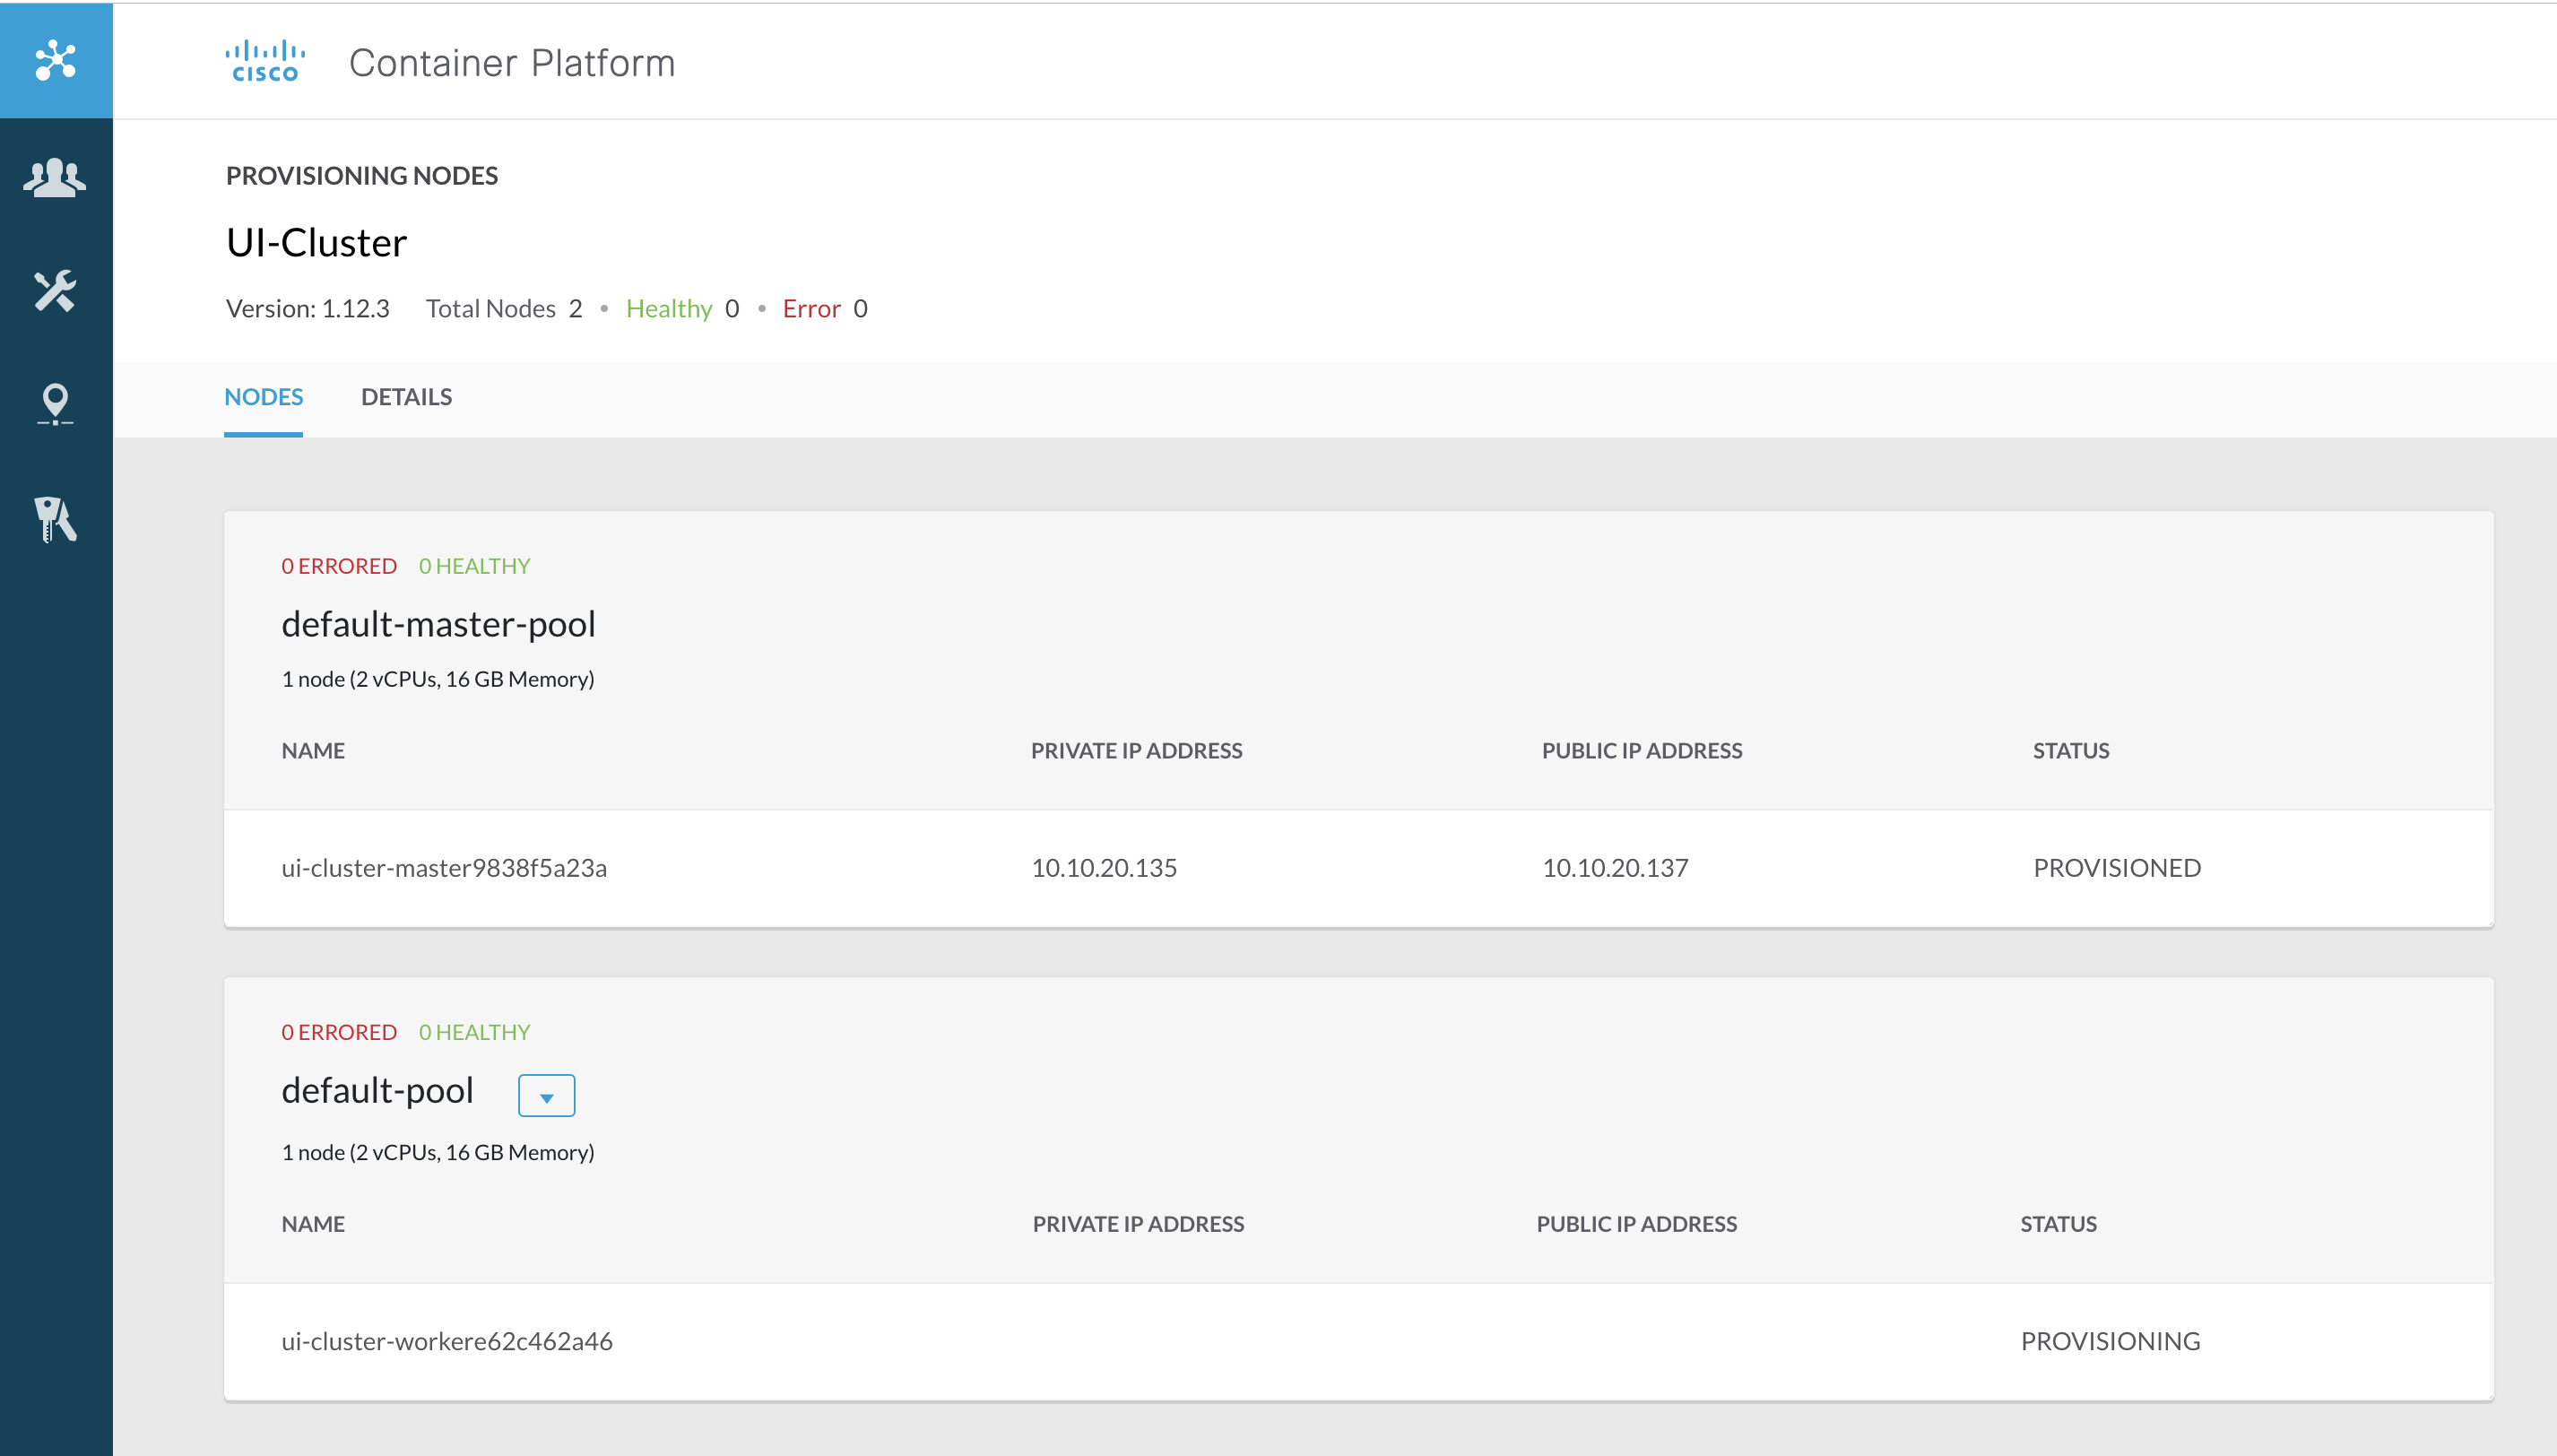 CISCO Container Platform
PROVISIONING NODES
UI-Cluster
Version: 1.12.3 Total Nodes 2 • Healthy 0 • Error 0
NODES DETAILS
0 ERRORED 0 HEALTHY
default-master-pool
1 node (2 vCPUs, 16 GB Memory)
NAME PRIVATE IP ADDRESS PUBLIC IP ADDRESS STATUS
ui-cluster-master9838f5a23a 10.10.20.135 10.10.20.137 PROVISIONED
0 ERRORED 0 HEALTHY
default-pool
1 node (2 vCPUs, 16 GB Memory)
NAME PRIVATE IP ADDRESS PUBLIC IP ADDRESS STATUS
ui-cluster-workere62c462a46 PROVISIONING